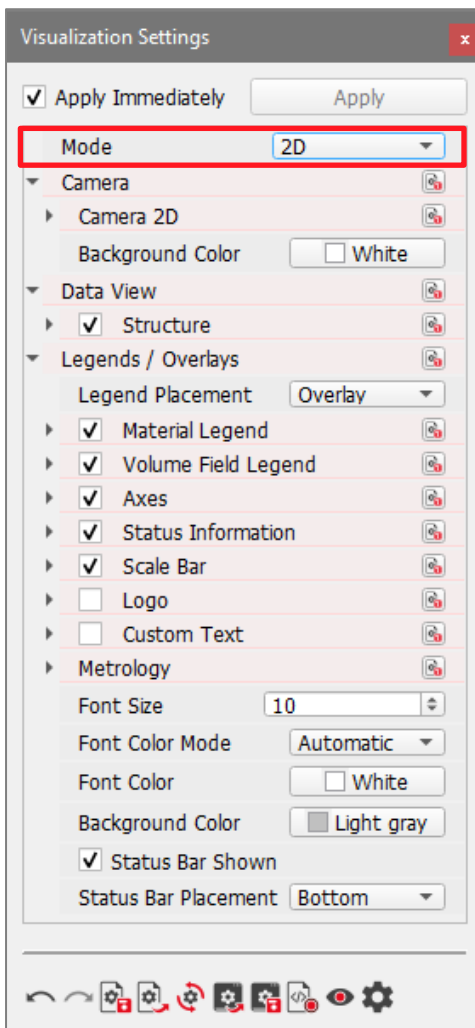 Visualization Settings
x
Apply Immediately Apply
Mode 2D
Camera
Camera 2D
Background Color White
Data View
Structure
Legends / Overlays
Legend Placement Overlay
Material Legend
Volume Field Legend
Axes
Status Information
Scale Bar
Logo
Custom Text
Metrology
Font Size 10
Font Color Mode Automatic
Font Color White
Background Color Light gray
Status Bar Shown
Status Bar Placement Bottom